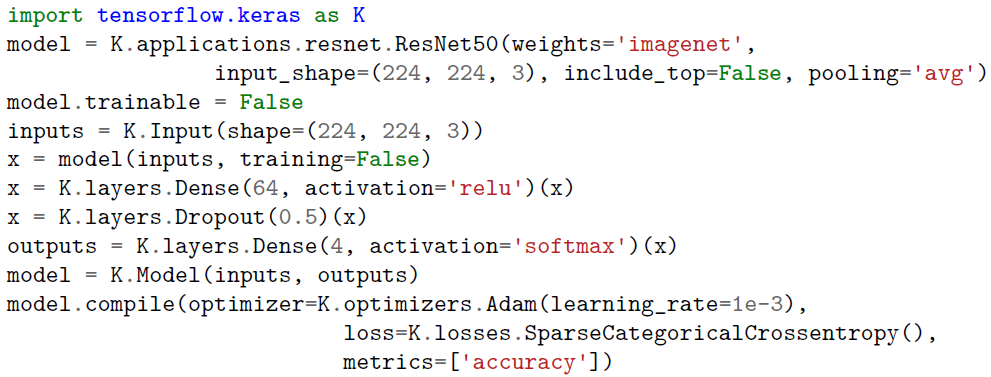 import tensorflow.keras as K
model = K.applications.resnet.ResNet50(weights='imagenet',
input_shape=(224, 224, 3), include_top=False, pooling='avg')
model.trainable = False
inputs = K.Input(shape=(224, 224, 3))
x = model(inputs, training=False)
x = K.layers.Dense(64, activation='relu')(x)
x = K.layers.Dropout(0.5)(x)
outputs = K.layers.Dense(4, activation='softmax')(x)
model = K.Model(inputs, outputs)
model.compile(optimizer=K.optimizers.Adam(learning_rate=1e-3),
loss=K.losses.SparseCategoricalCrossentropy(),
metrics=['accuracy'])